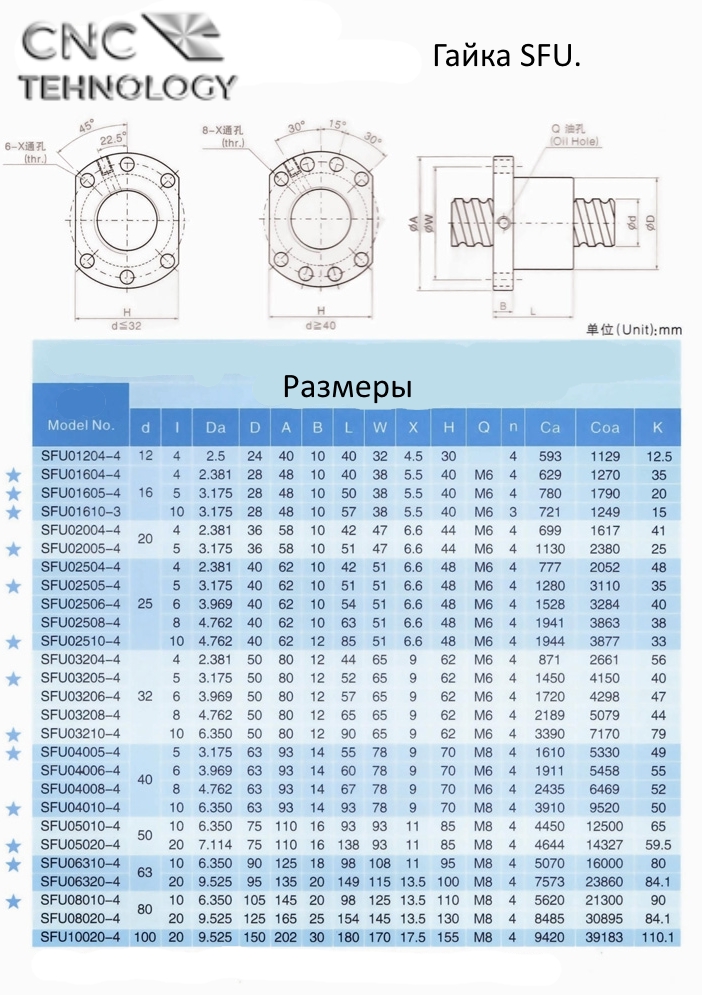 CNC
TEHNOLOGY
Гайка SFU.
45°
22.5°
6-X通孔
(thr.)
H
d≦32
8-X通孔
(thr.)
30°
15°
30°
H
d≧40
Q 油孔
(Oil Hole)
ØA
ØW
Ød
ØD
B
L
单位(Unit):mm
Размеры
Model No. d I Da D A B L W X H Q n Ca Coa K
SFU01204-4 12 4 2.5 24 40 10 40 32 4.5 30 4 593 1129 12.5
SFU01604-4 4 2.381 28 48 10 40 38 5.5 40 M6 4 629 1270 35
SFU01605-4 16 5 3.175 28 48 10 50 38 5.5 40 M6 4 780 1790 20
SFU01610-3 10 3.175 28 48 10 57 38 5.5 40 M6 3 721 1249 15
SFU02004-4 20 4 2.381 36 58 10 42 47 6.6 44 M6 4 699 1617 41
SFU02005-4 5 3.175 36 58 10 51 47 6.6 44 M6 4 1130 2380 25
SFU02504-4 4 2.381 40 62 10 42 51 6.6 48 M6 4 777 2052 48
SFU02505-4 5 3.175 40 62 10 51 51 6.6 48 M6 4 1280 3110 35
SFU02506-4 25 6 3.969 40 62 10 54 51 6.6 48 M6 4 1528 3284 40
SFU02508-4 8 4.762 40 62 10 63 51 6.6 48 M6 4 1941 3863 38
SFU02510-4 10 4.762 40 62 12 85 51 6.6 48 M6 4 1944 3877 33
SFU03204-4 4 2.381 50 80 12 44 65 9 62 M6 4 871 2661 56
SFU03205-4 5 3.175 50 80 12 52 65 9 62 M6 4 1450 4150 40
SFU03206-4 32 6 3.969 50 80 12 57 65 9 62 M6 4 1720 4298 47
SFU03208-4 8 4.762 50 80 12 65 65 9 62 M6 4 2189 5079 44
SFU03210-4 10 6.350 50 80 12 90 65 9 62 M6 4 3390 7170 79
SFU04005-4 5 3.175 63 93 14 55 78 9 70 M8 4 1610 5330 49
SFU04006-4 40 6 3.969 63 93 14 60 78 9 70 M6 4 1911 5458 55
SFU04008-4 8 4.762 63 93 14 67 78 9 70 M6 4 2435 6469 52
SFU04010-4 10 6.350 63 93 14 93 78 9 70 M8 4 3910 9520 50
SFU05010-4 50 10 6.350 75 110 16 93 93 11 85 M8 4 4450 12500 65
SFU05020-4 20 7.114 75 110 16 138 93 11 85 M8 4 4644 14327 59.5
SFU06310-4 63 10 6.350 90 125 18 98 108 11 95 M8 4 5070 16000 80
SFU06320-4 20 9.525 95 135 20 149 115 13.5 100 M8 4 7573 23860 84.1
SFU08010-4 80 10 6.350 105 145 20 98 125 13.5 110 M8 4 5620 21300 90
SFU08020-4 20 9.525 125 165 25 154 145 13.5 130 M8 4 8485 30895 84.1
SFU10020-4 100 20 9.525 150 202 30 180 170 17.5 155 M8 4 9420 39183 110.1